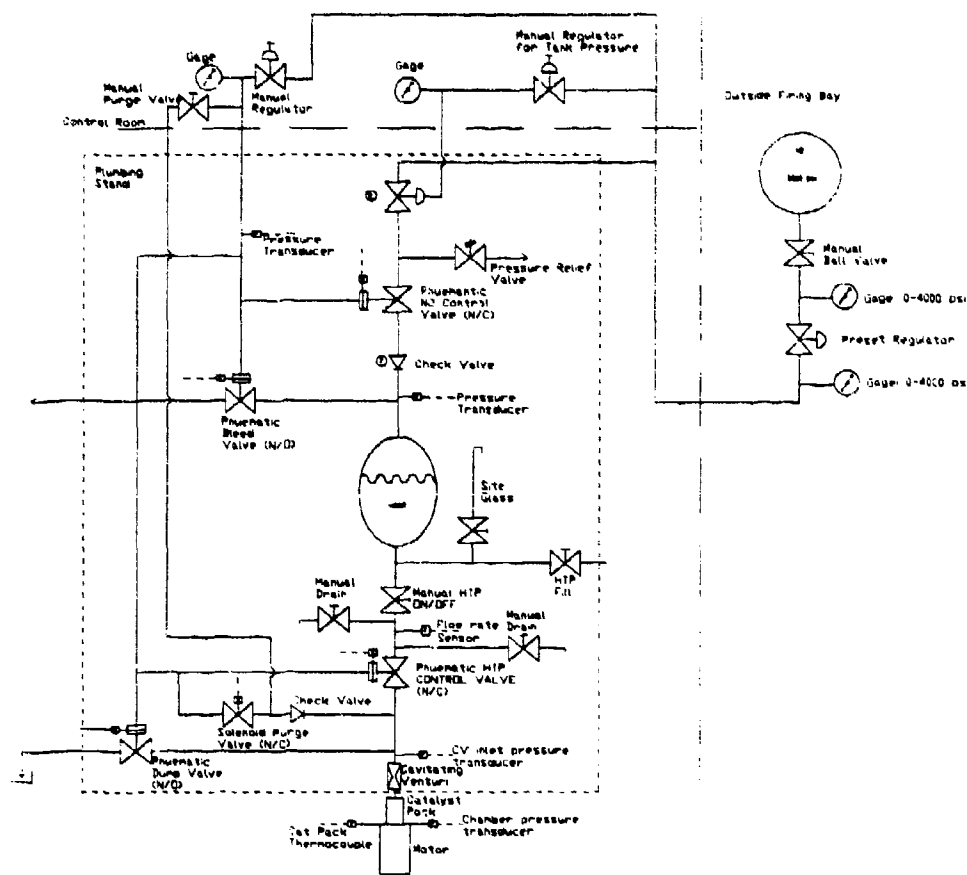 Manual Regulator
for Tank Pressure
Gage
Gage
Manual
Purge Valve
Manual
Regulator
Control Room
Outside Firing Bay
Plumbing
Stand
Pressure
Transducer
Pressure Relief
Valve
Manual
Ball Valve
Phuemantic
N2 Control
Valve (N/C)
Gage 0-4000 psi
Preset Regulator
Check Valve
Gage 0-4000 psi
Pressure
Transducer
Phuematic
Bleed
Valve (N/O)
Site
Glass
HTP
Fill
Manual
Drain
Manual HTP
ON/OFF
Manual
Drain
Flow rate
Sensor
Phuematic HTP
CONTROL VALVE
(N/C)
Check Valve
Solenoid Purge
Valve (N/C)
Phuematic
Dump Valve
(N/O)
CV inlet pressure
transducer
Cavitating
Venturi
Catalyst
Pack
Cat Pack
Thermocouple
Chamber pressure
transducer
Motor